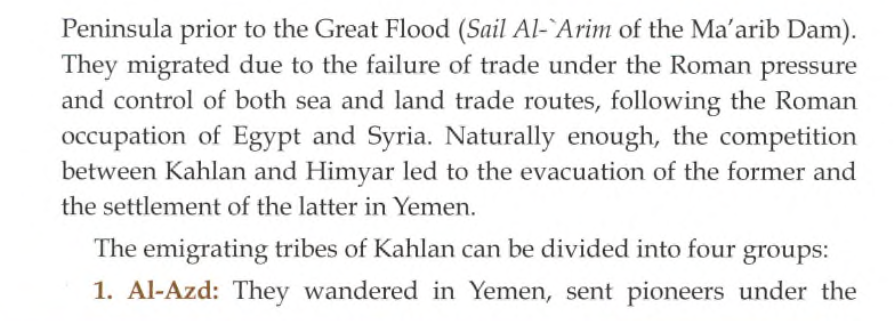 Peninsula prior to the Great Flood (Sail Al-`Arim of the Ma'arib Dam).
They migrated due to the failure of trade under the Roman pressure
and control of both sea and land trade routes, following the Roman
occupation of Egypt and Syria. Naturally enough, the competition
between Kahlan and Himyar led to the evacuation of the former and
the settlement of the latter in Yemen.
The emigrating tribes of Kahlan can be divided into four groups:
1. Al-Azd: They wandered in Yemen, sent pioneers under the